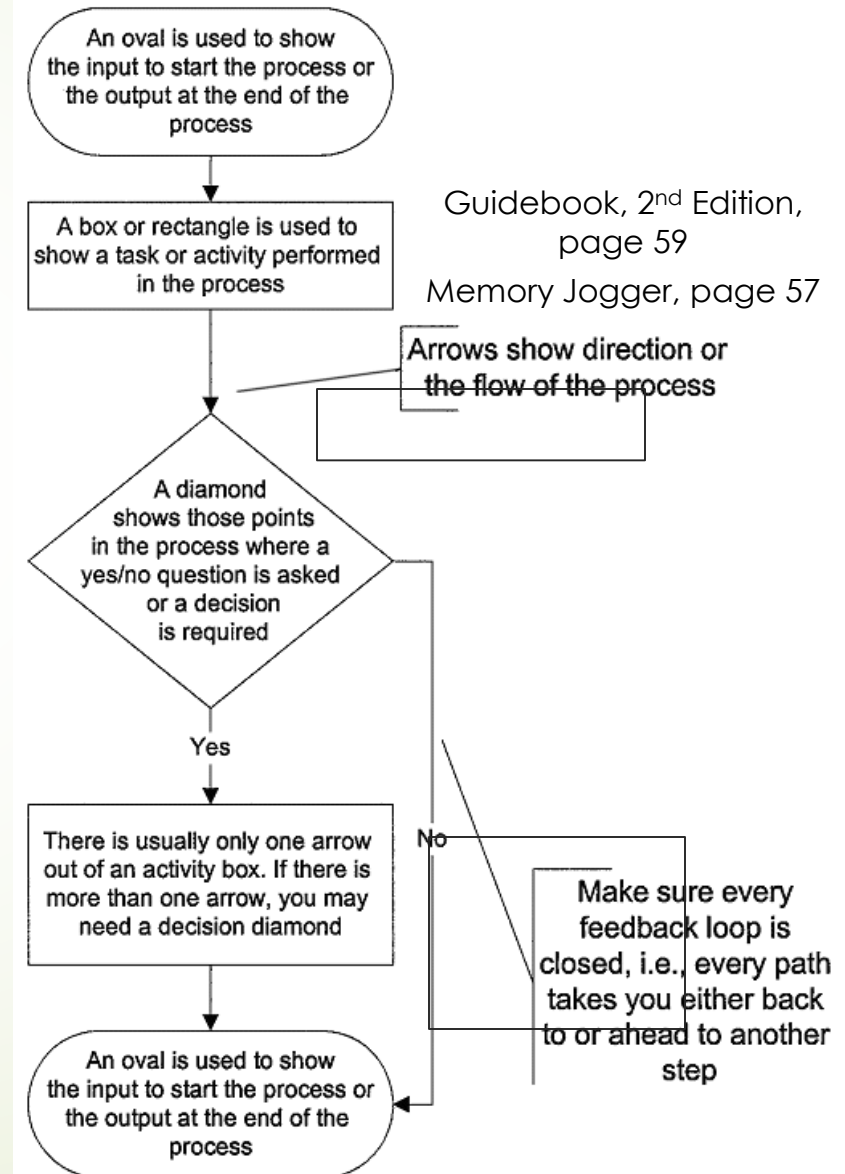 An oval is used to show
the input to start the process or
the output at the end of the
process
A box or rectangle is used to
show a task or activity performed
in the process
Guidebook, 2nd Edition,
page 59
Memory Jogger, page 57
Arrows show direction or
the flow of the process
A diamond
shows those points
in the process where a
yes/no question is asked
or a decision
is required
Yes
No
There is usually only one arrow
out of an activity box. If there is
more than one arrow, you may
need a decision diamond
Make sure every
feedback loop is
closed, i.e., every path
takes you either back
to or ahead to another
step
An oval is used to show
the input to start the process or
the output at the end of the
process